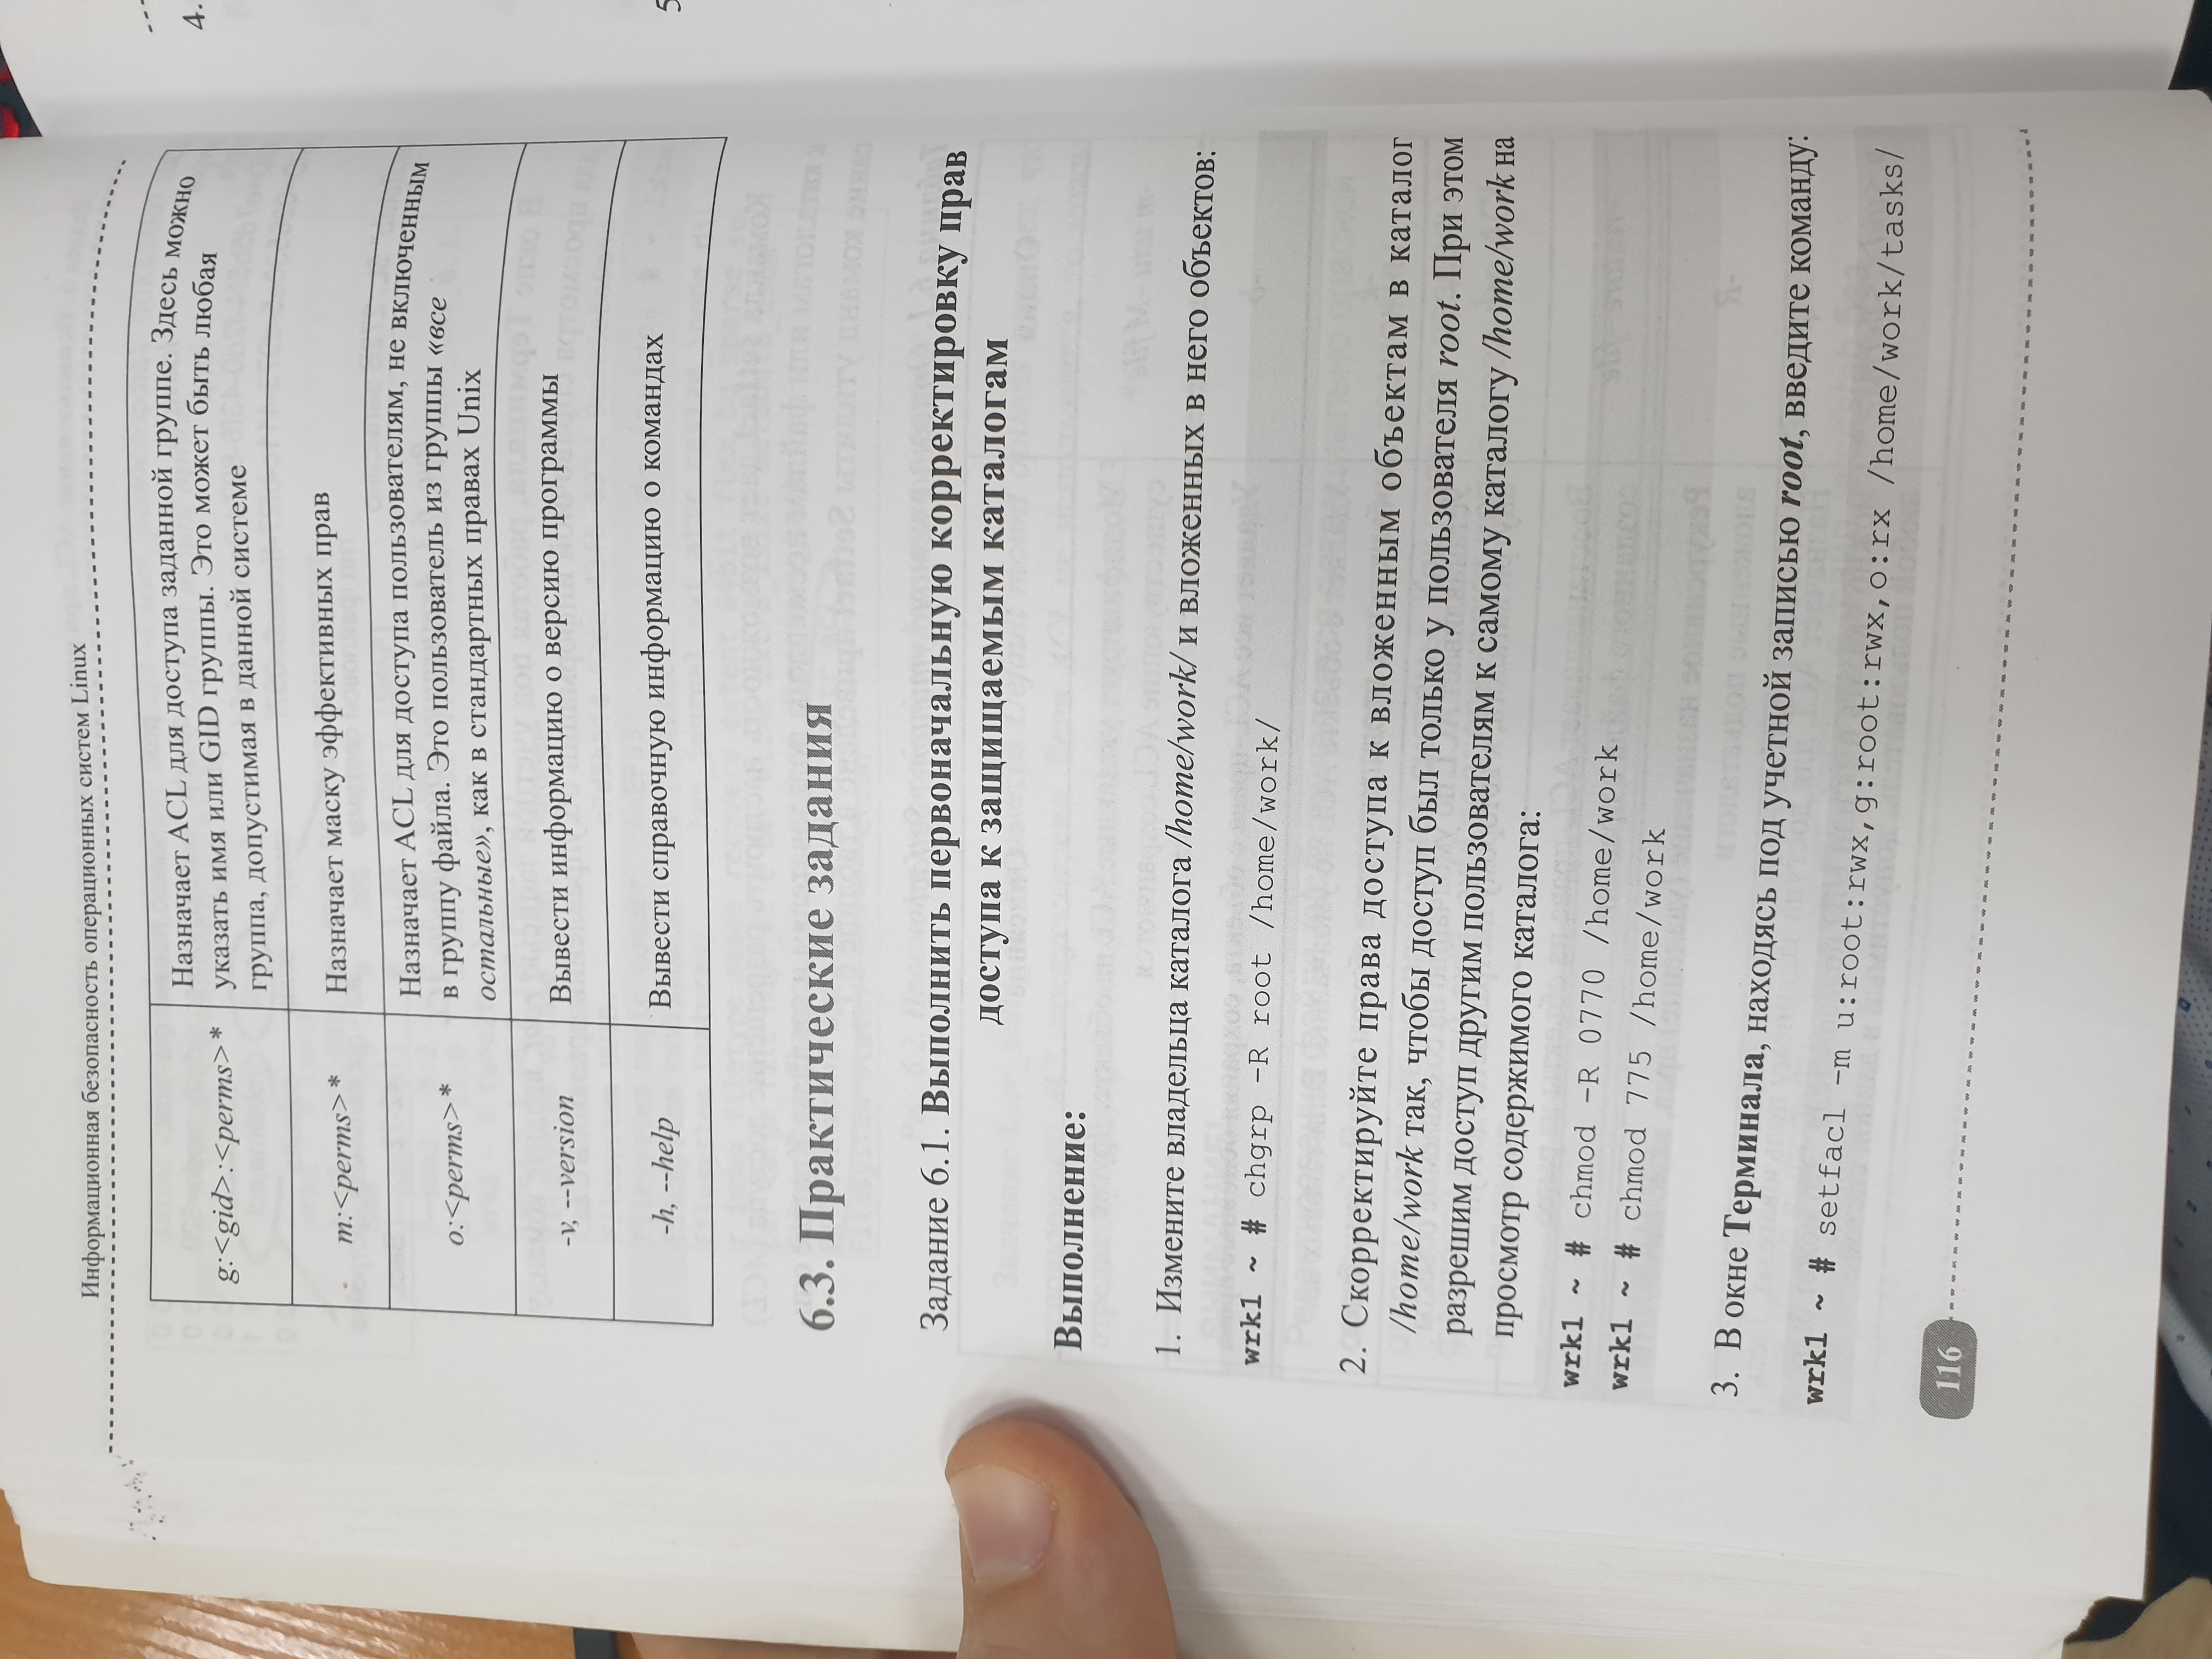 Информационная безопасность операционных систем Linux
g:<gid>:<perms>*
Назначает ACL для доступа заданной группе. Здесь можно
указать имя или GID группы. Это может быть любая
группа, допустимая в данной системе
m:<perms>*
Назначает маску эффективных прав
o:<perms>*
Назначает ACL для доступа пользователям, не включенным
в группу файла. Это пользователь из группы «все
остальные», как в стандартных правах Unix
-v, --version
Вывести информацию о версию программы
-h, --help
Вывести справочную информацию о командах
6.3. Практические задания
Задание 6.1. Выполнить первоначальную корректировку прав
доступа к защищаемым каталогам
Выполнение:
1. Измените владельца каталога /home/work/ и вложенных в него объектов:
wrk1 ~ # chgrp -R root /home/work/
2. Скорректируйте права доступа к вложенным объектам в каталог
/home/work так, чтобы доступ был только у пользователя root. При этом
разрешим доступ другим пользователям к самому каталогу /home/work на
просмотр содержимого каталога:
wrk1 ~ # chmod -R 0770 /home/work
wrk1 ~ # chmod 775 /home/work
3. В окне Терминала, находясь под учетной записью root, введите команду:
wrk1 ~ # setfacl -m u:root:rwx,g:root:rwx,o:rx /home/work/tasks/
116
4.
5